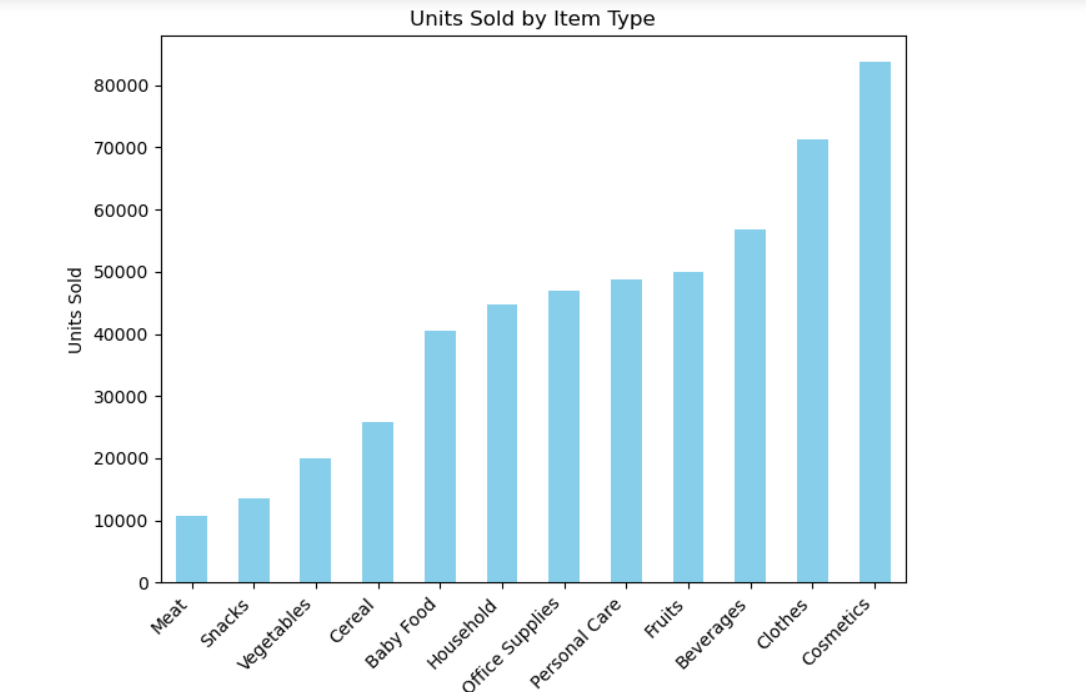 Units Sold by Item Type
Units Sold
80000
70000
60000
50000
40000
30000
20000
10000
0
Meat
Snacks
Vegetables
Cereal
Baby Food
Household
Office Supplies
Personal Care
Fruits
Beverages
Clothes
Cosmetics